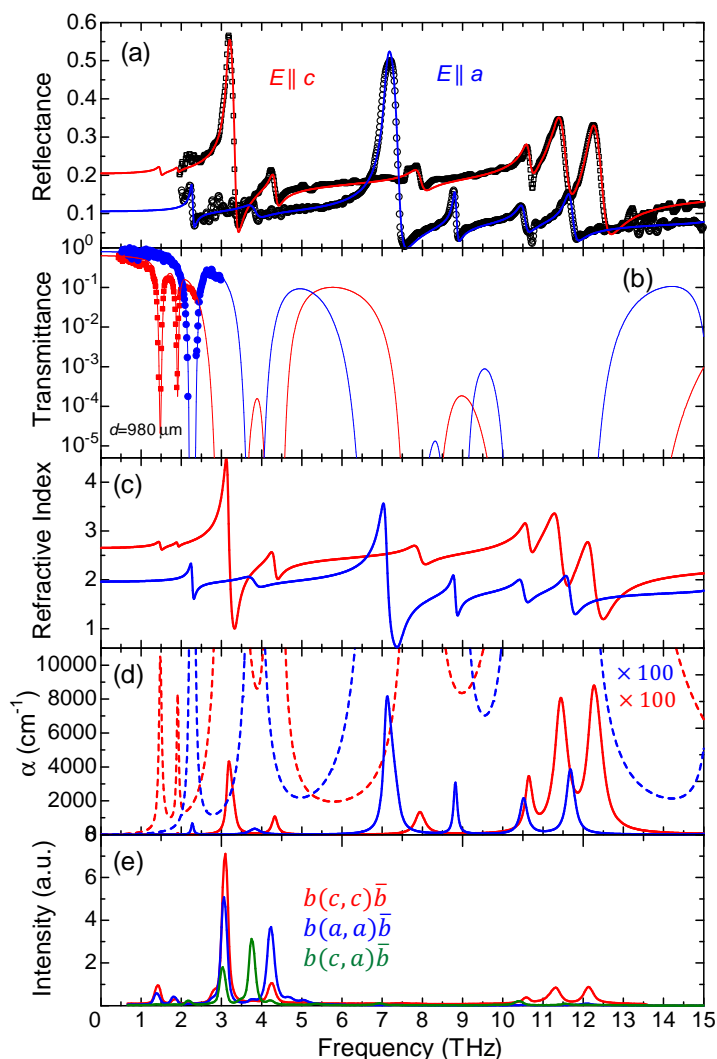 0.6
(a)
E ∥ c
E ∥ a
0.5
0.4
0.3
0.2
0.1
Reflectance
10⁰
(b)
10⁻¹
10⁻²
10⁻³
10⁻⁴
10⁻⁵
Transmittance
d=980 μm
(c)
4
3
2
1
Refractive Index
(d)
10000
8000
6000
4000
2000
0
α (cm⁻¹)
× 100
× 100
(e)
6
4
2
Intensity (a.u.)
b(c, c)b̅
b(a, a)b̅
b(c, a)b̅
0 1 2 3 4 5 6 7 8 9 10 11 12 13 14 15
Frequency (THz)